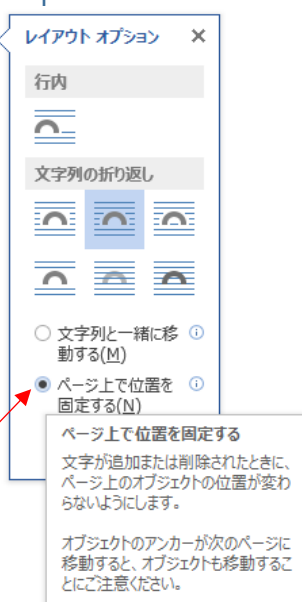 レイアウト オプション
行内
文字列の折り返し
文字列と一緒に移
動する(M)
ページ上で位置を
固定する(N)
ページ上で位置を固定する
文字が追加または削除されたときに、
ページ上のオブジェクトの位置が変わ
らないようにします。
オブジェクトのアンカーが次のページに
移動すると、オブジェクトも移動するこ
とにご注意ください。